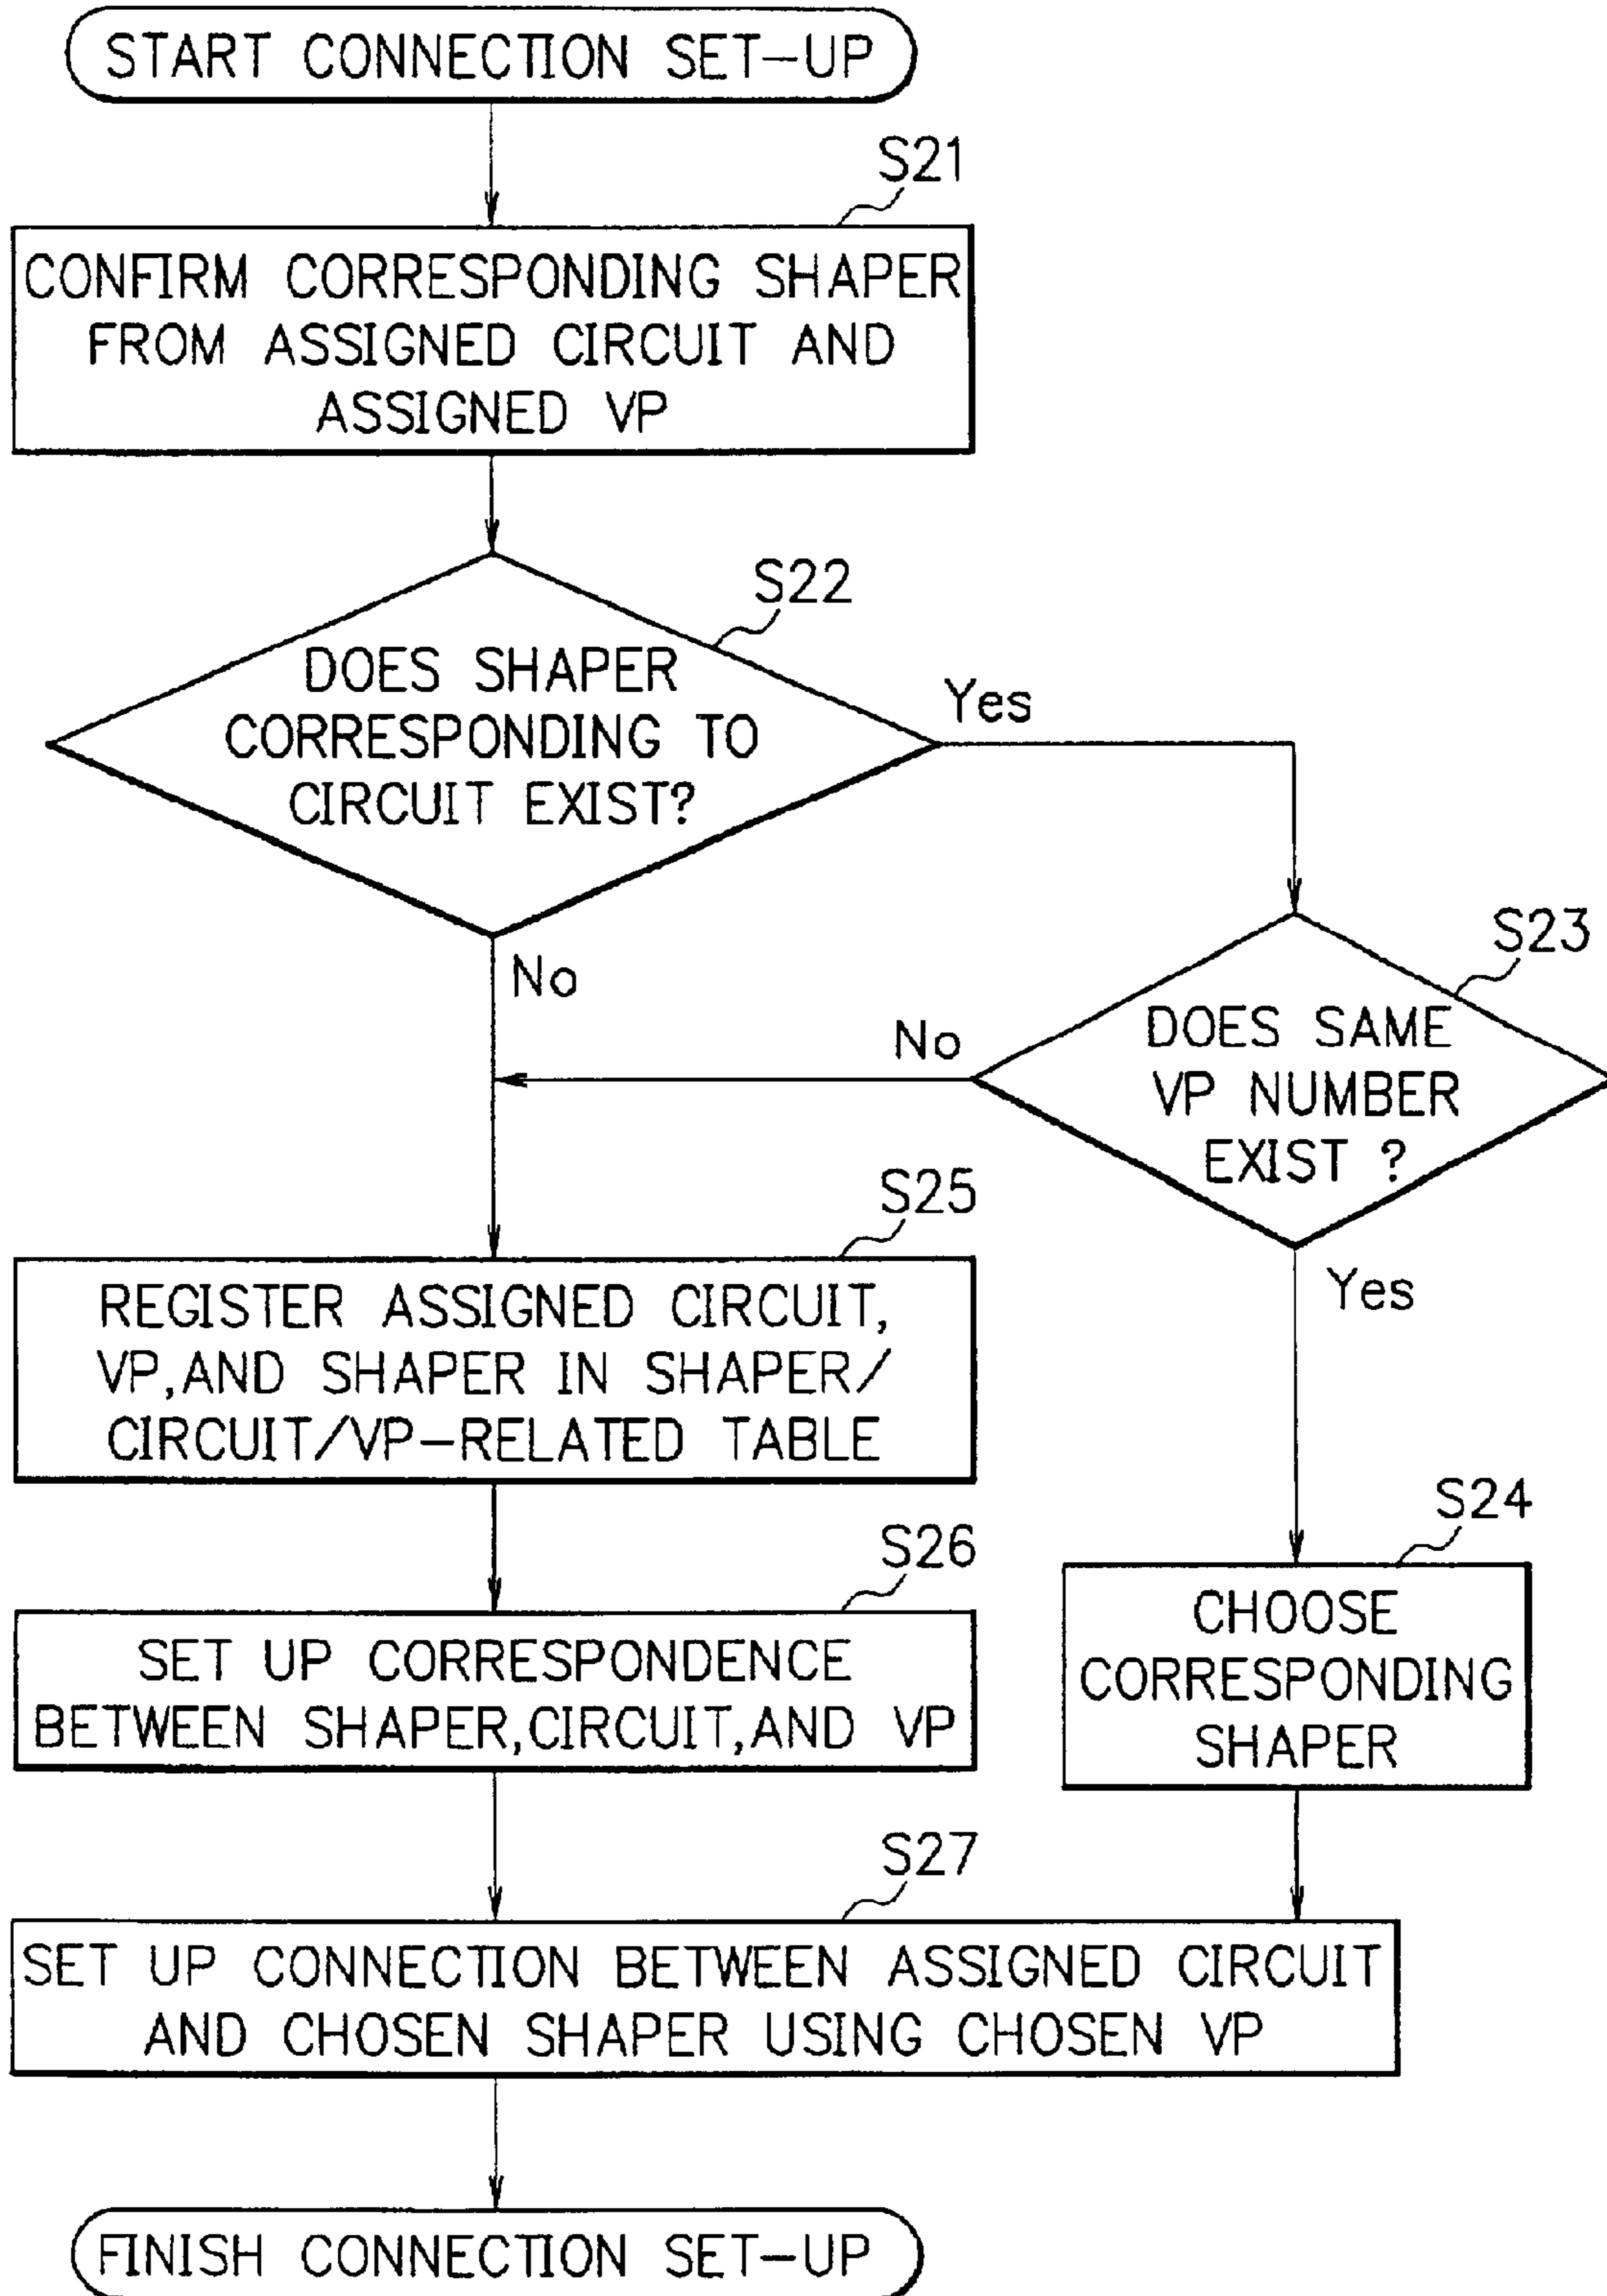 START CONNECTION SET-UP
S21
CONFIRM CORRESPONDING SHAPER
FROM ASSIGNED CIRCUIT AND
ASSIGNED VP
S22
DOES SHAPER
CORRESPONDING TO
CIRCUIT EXIST?
Yes
No
S23
DOES SAME
VP NUMBER
EXIST ?
No
Yes
S25
REGISTER ASSIGNED CIRCUIT,
VP,AND SHAPER IN SHAPER/
CIRCUIT/VP-RELATED TABLE
S24
CHOOSE
CORRESPONDING
SHAPER
S26
SET UP CORRESPONDENCE
BETWEEN SHAPER,CIRCUIT,AND VP
S27
SET UP CONNECTION BETWEEN ASSIGNED CIRCUIT
AND CHOSEN SHAPER USING CHOSEN VP
FINISH CONNECTION SET-UP